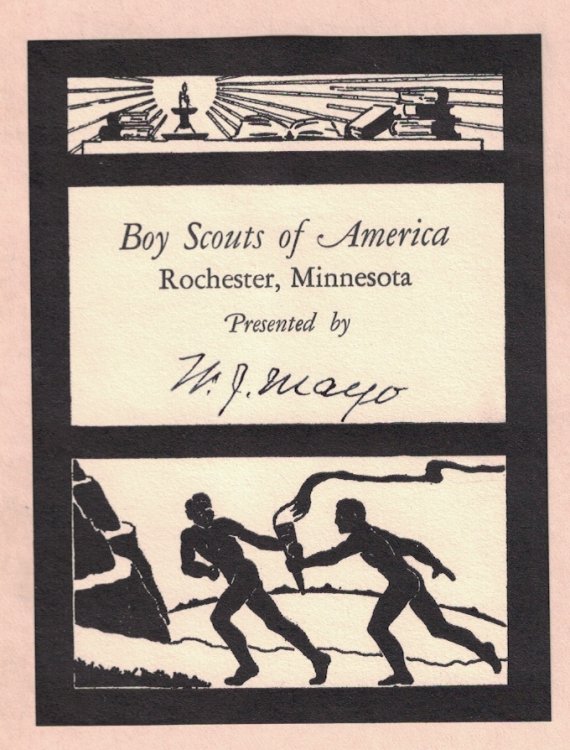 Boy Scouts of America
Rochester, Minnesota
Presented by
W. J. Mayo